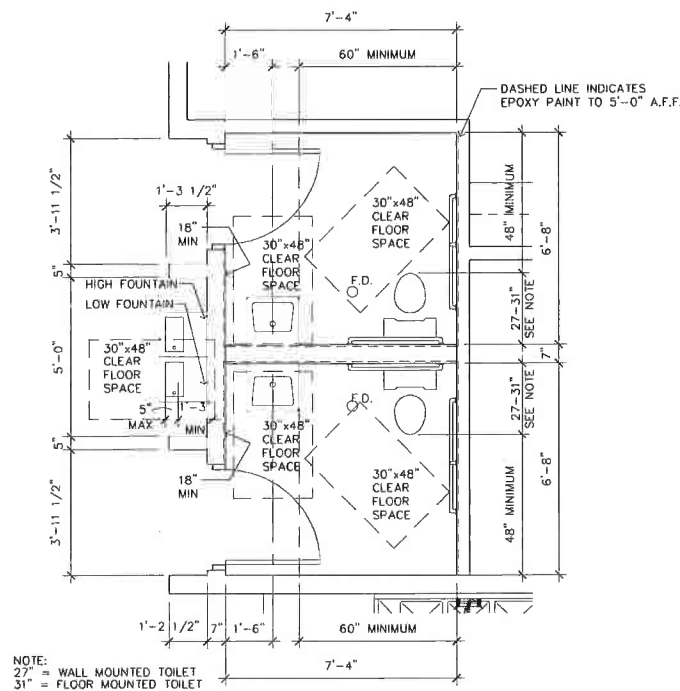 7'-4"
1'-6"
60" MINIMUM
DASHED LINE INDICATES
EPOXY PAINT TO 5'-0" A.F.F.
3'-11 1/2"
1'-3 1/2"
18"
MIN
30"x48"
CLEAR
FLOOR
SPACE
30"x48"
CLEAR
FLOOR
SPACE
48" MINIMUM
6'-8"
5"
HIGH FOUNTAIN
LOW FOUNTAIN
F.D.
27-31"
SEE NOTE
5'-0"
30"x48"
CLEAR
FLOOR
SPACE
7"
5"
MAX
1'-3"
MIN
F.D.
27-31"
SEE NOTE
5"
30"x48"
CLEAR
FLOOR
SPACE
18"
MIN
30"x48"
CLEAR
FLOOR
SPACE
3'-11 1/2"
48" MINIMUM
6'-8"
1'-2 1/2"
7"
1'-6"
60" MINIMUM
7'-4"
NOTE:
27" = WALL MOUNTED TOILET
31" = FLOOR MOUNTED TOILET